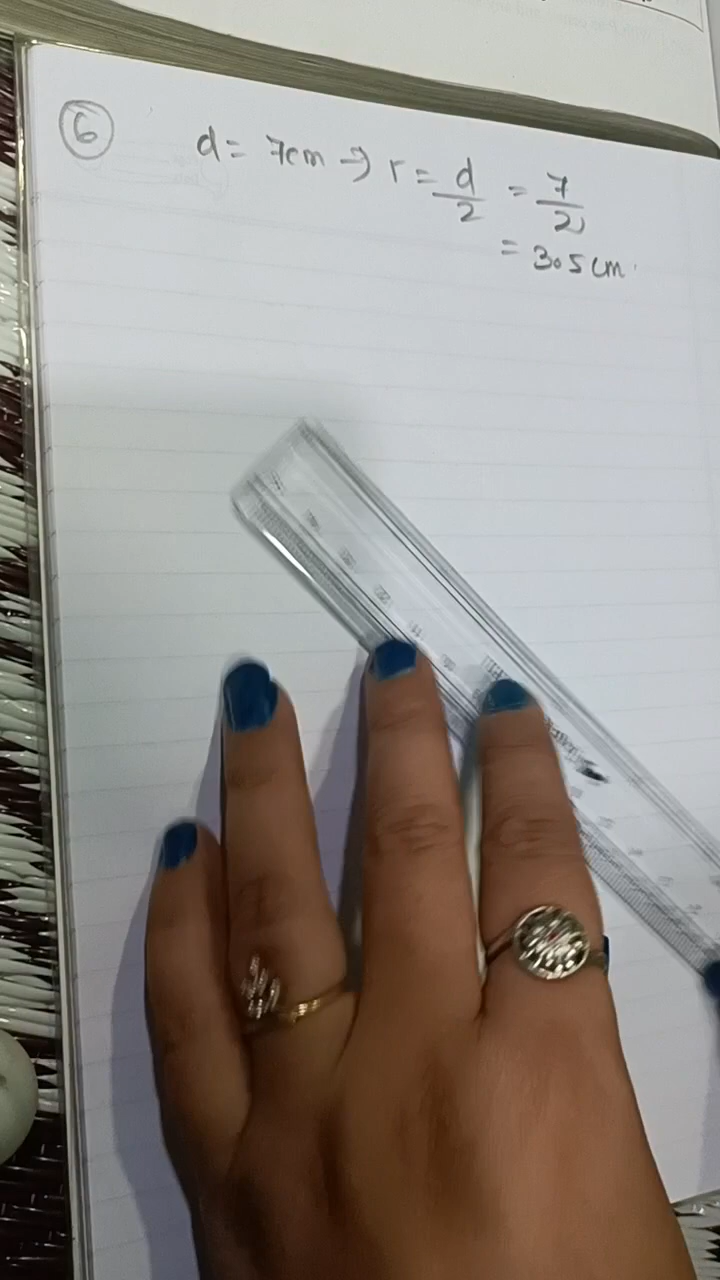 6 d = 7cm ⇒ r = d/2 = 7/2
= 3.5 cm.